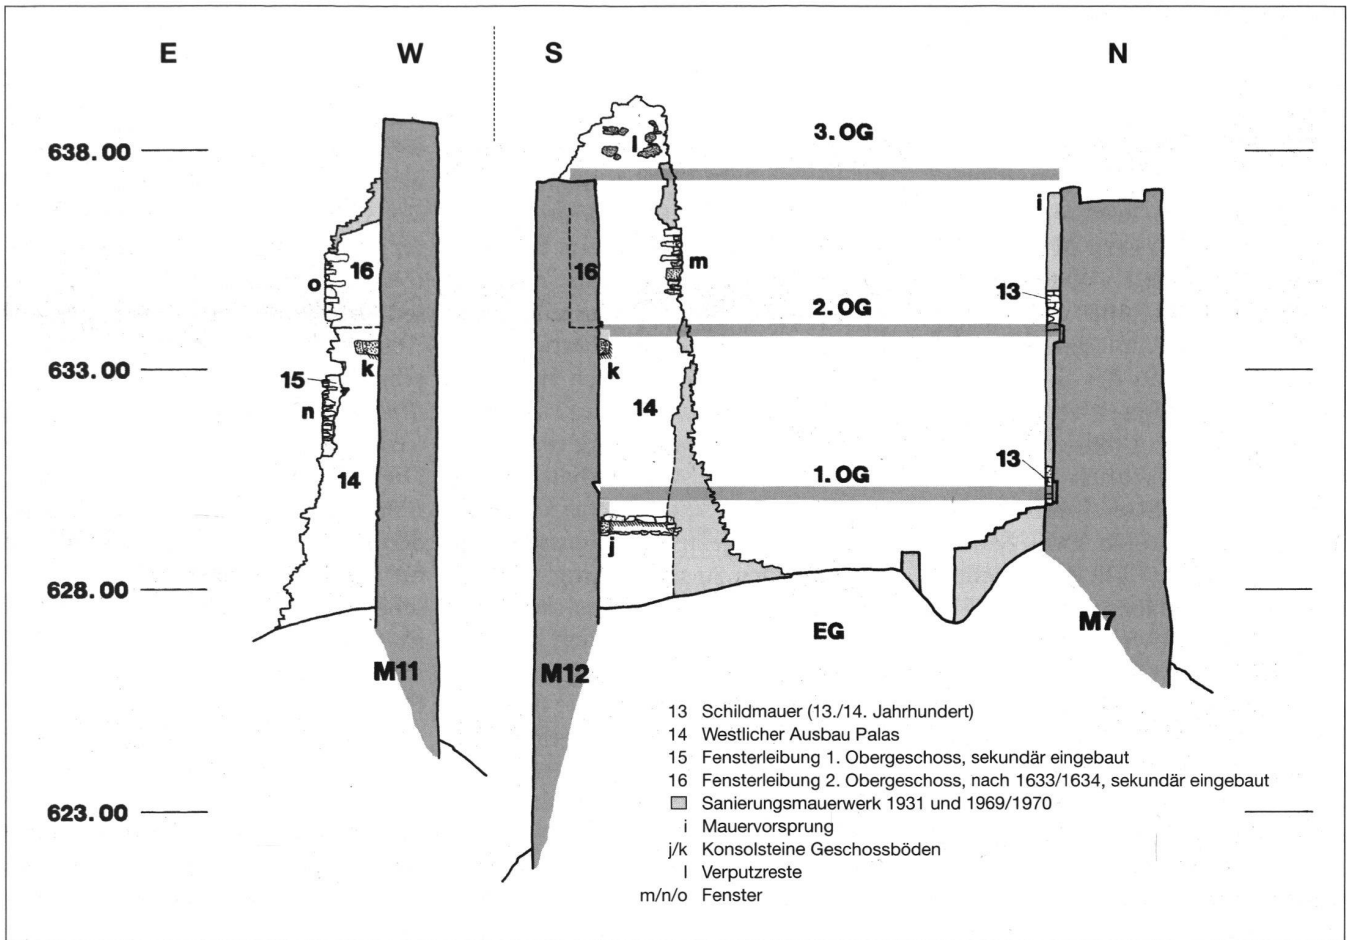 E W S N
638.00
l
3. OG
i
16
o
16
m
13
2. OG
633.00
k
k
15
n
14
14
13
1. OG
14
j
628.00
EG
M7
M11
M12
13 Schildmauer (13./14. Jahrhundert)
14 Westlicher Ausbau Palas
15 Fensterleibung 1. Obergeschoss, sekundär eingebaut
16 Fensterleibung 2. Obergeschoss, nach 1633/1634, sekundär eingebaut
Sanierungsmauerwerk 1931 und 1969/1970
623.00
i Mauervorsprung
j/k Konsolsteine Geschossböden
l Verputzreste
m/n/o Fenster